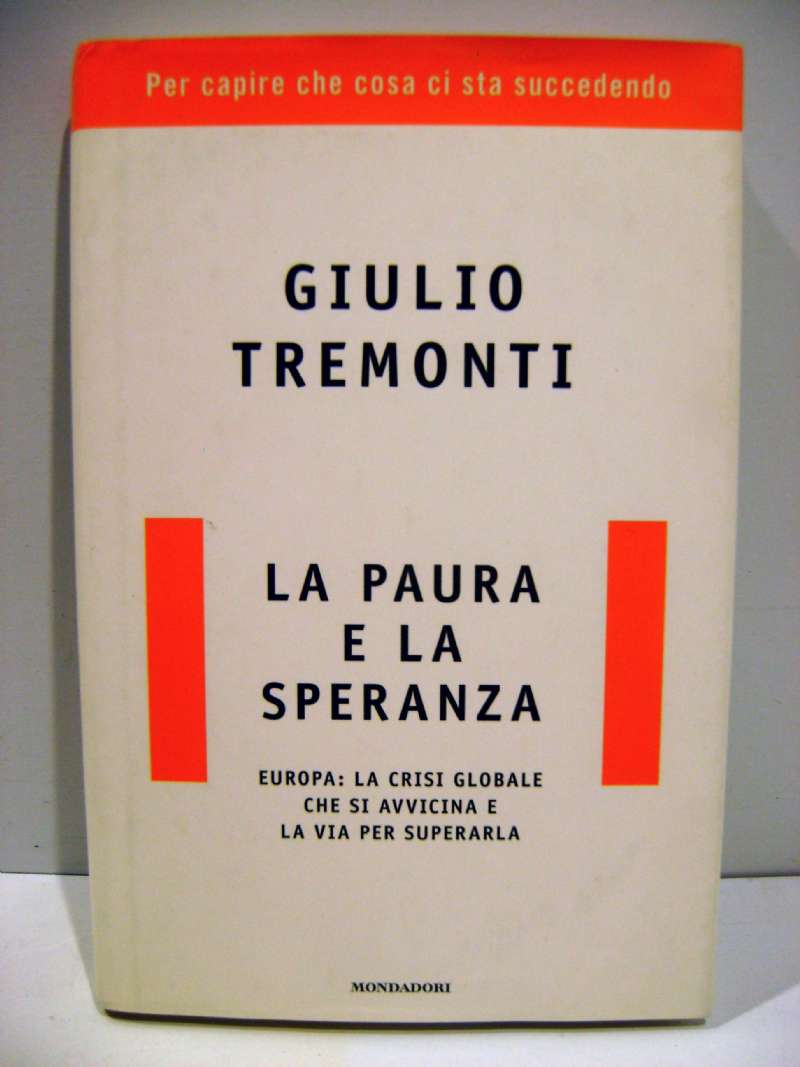 Per capire che cosa ci sta succedendo
GIULIO
TREMONTI
LA PAURA
E LA
SPERANZA
EUROPA: LA CRISI GLOBALE
CHE SI AVVICINA E
LA VIA PER SUPERARLA
MONDADORI